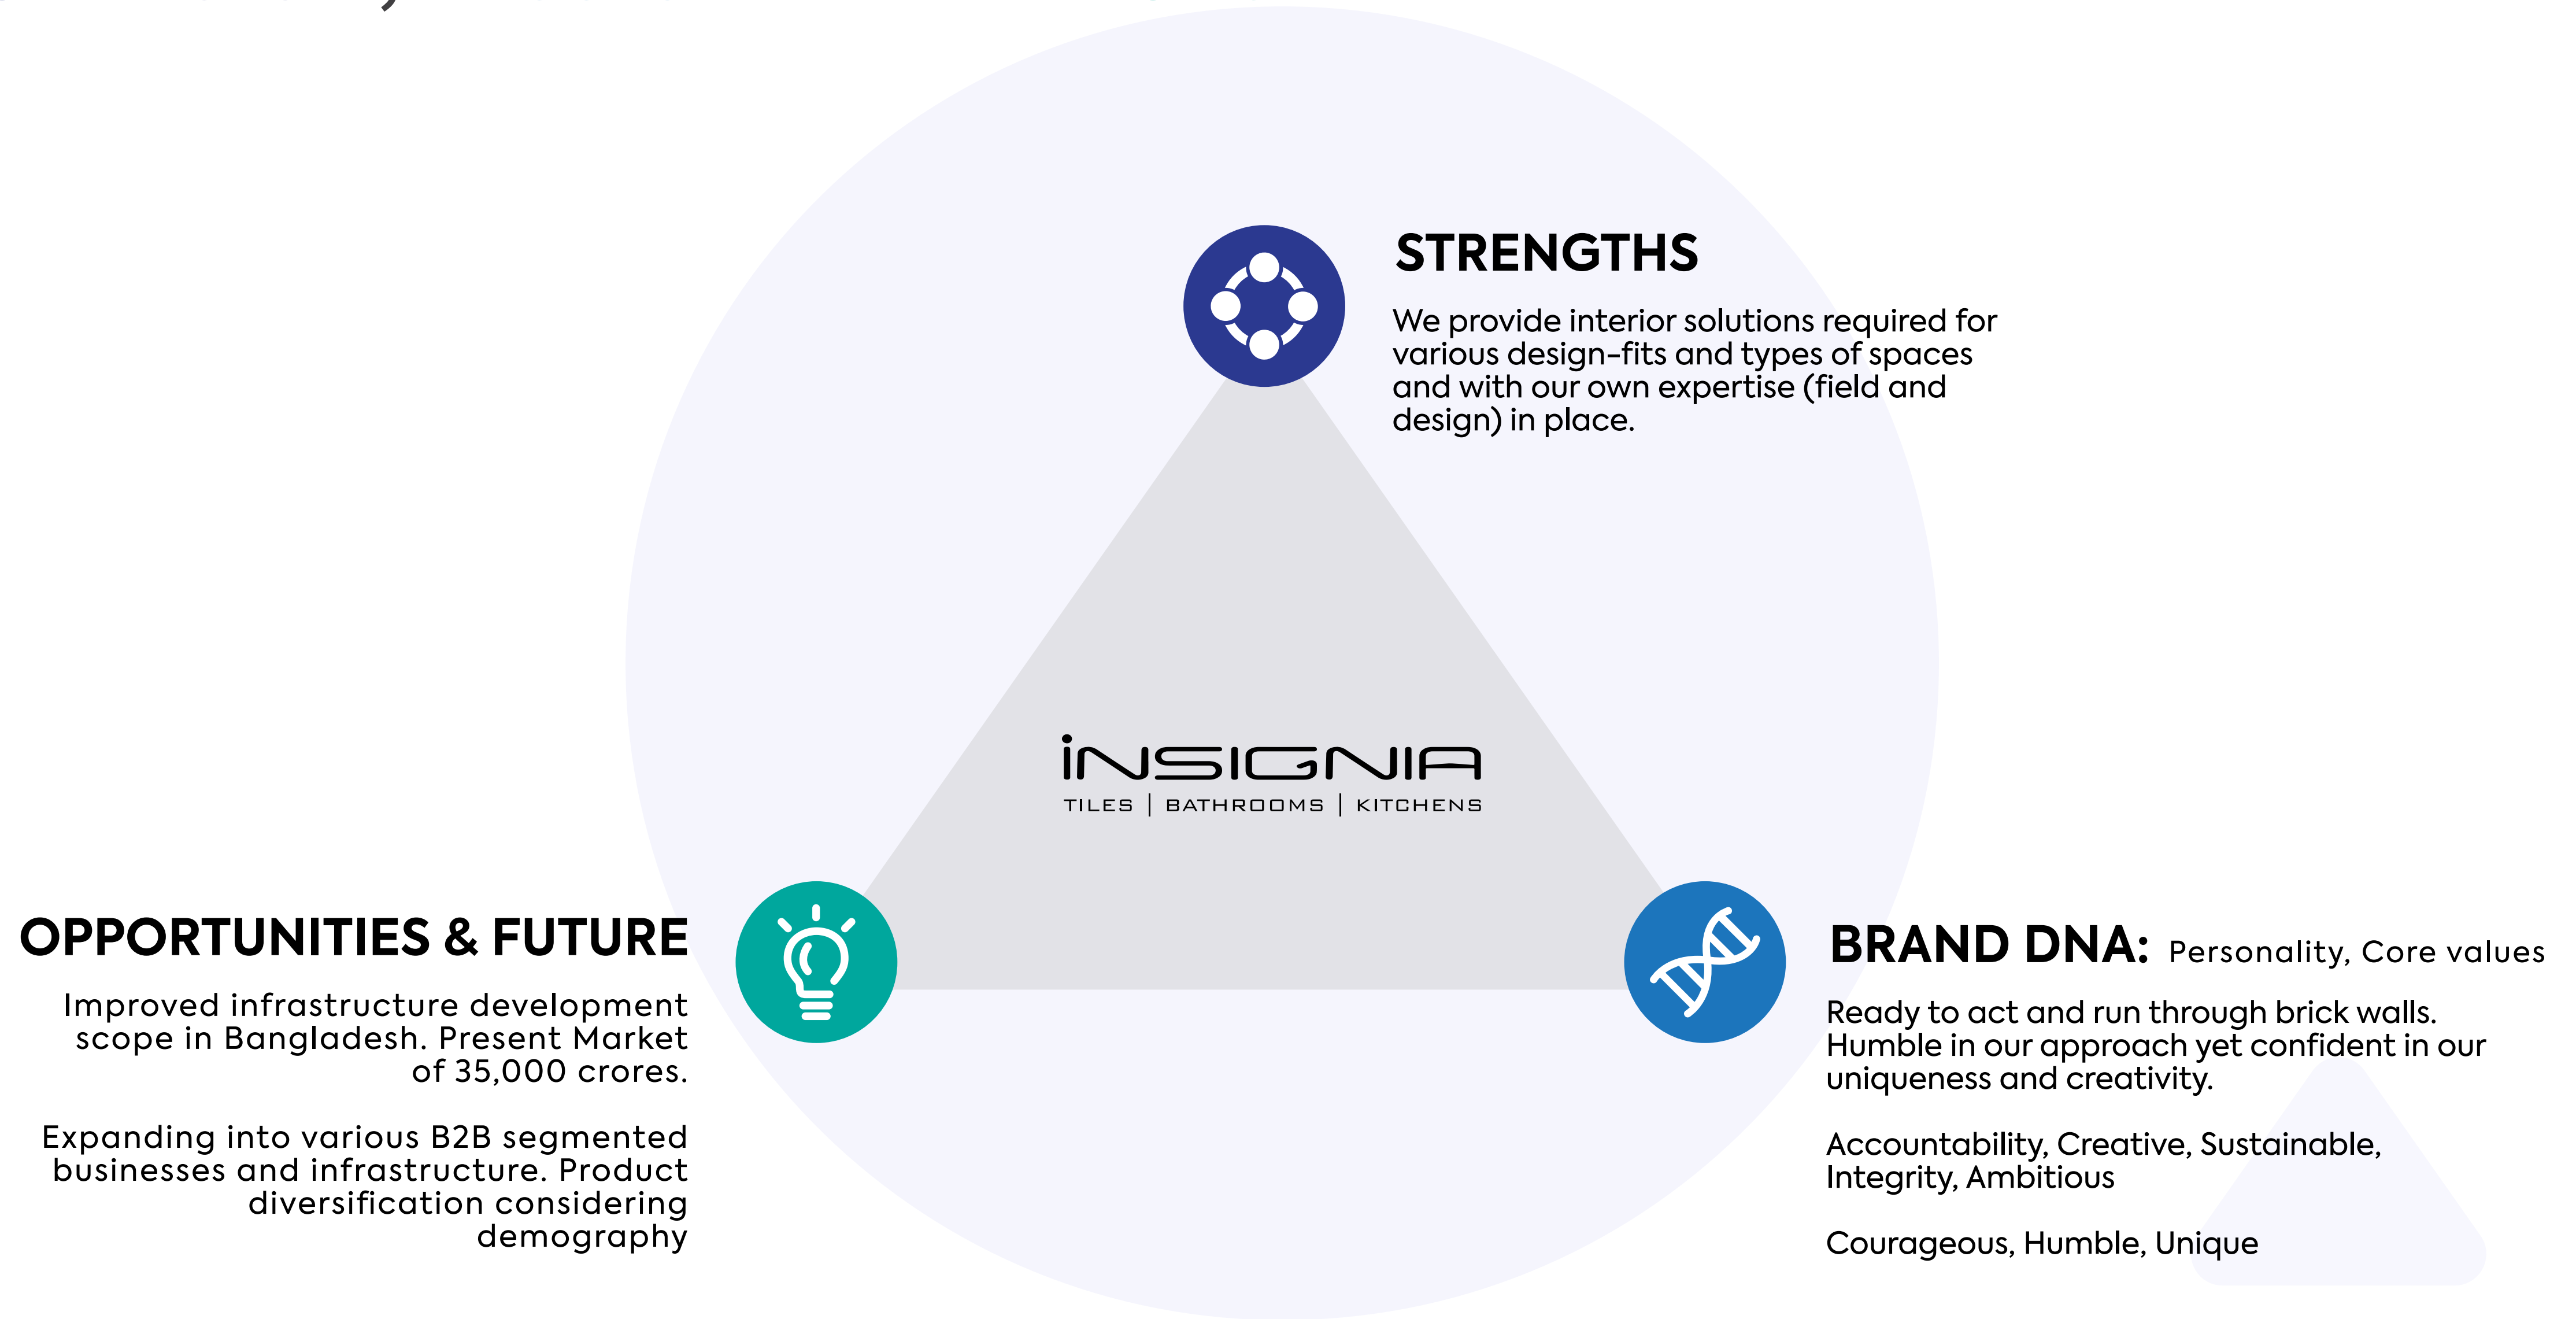 STRENGTHS
We provide interior solutions required for
various design-fits and types of spaces
and with our own expertise (field and
design) in place.
iNSIGNIA
TILES | BATHROOMS | KITCHENS
OPPORTUNITIES & FUTURE
Improved infrastructure development
scope in Bangladesh. Present Market
of 35,000 crores.
Expanding into various B2B segmented
businesses and infrastructure. Product
diversification considering
demography
BRAND DNA: Personality, Core values
Ready to act and run through brick walls.
Humble in our approach yet confident in our
uniqueness and creativity.
Accountability, Creative, Sustainable,
Integrity, Ambitious
Courageous, Humble, Unique